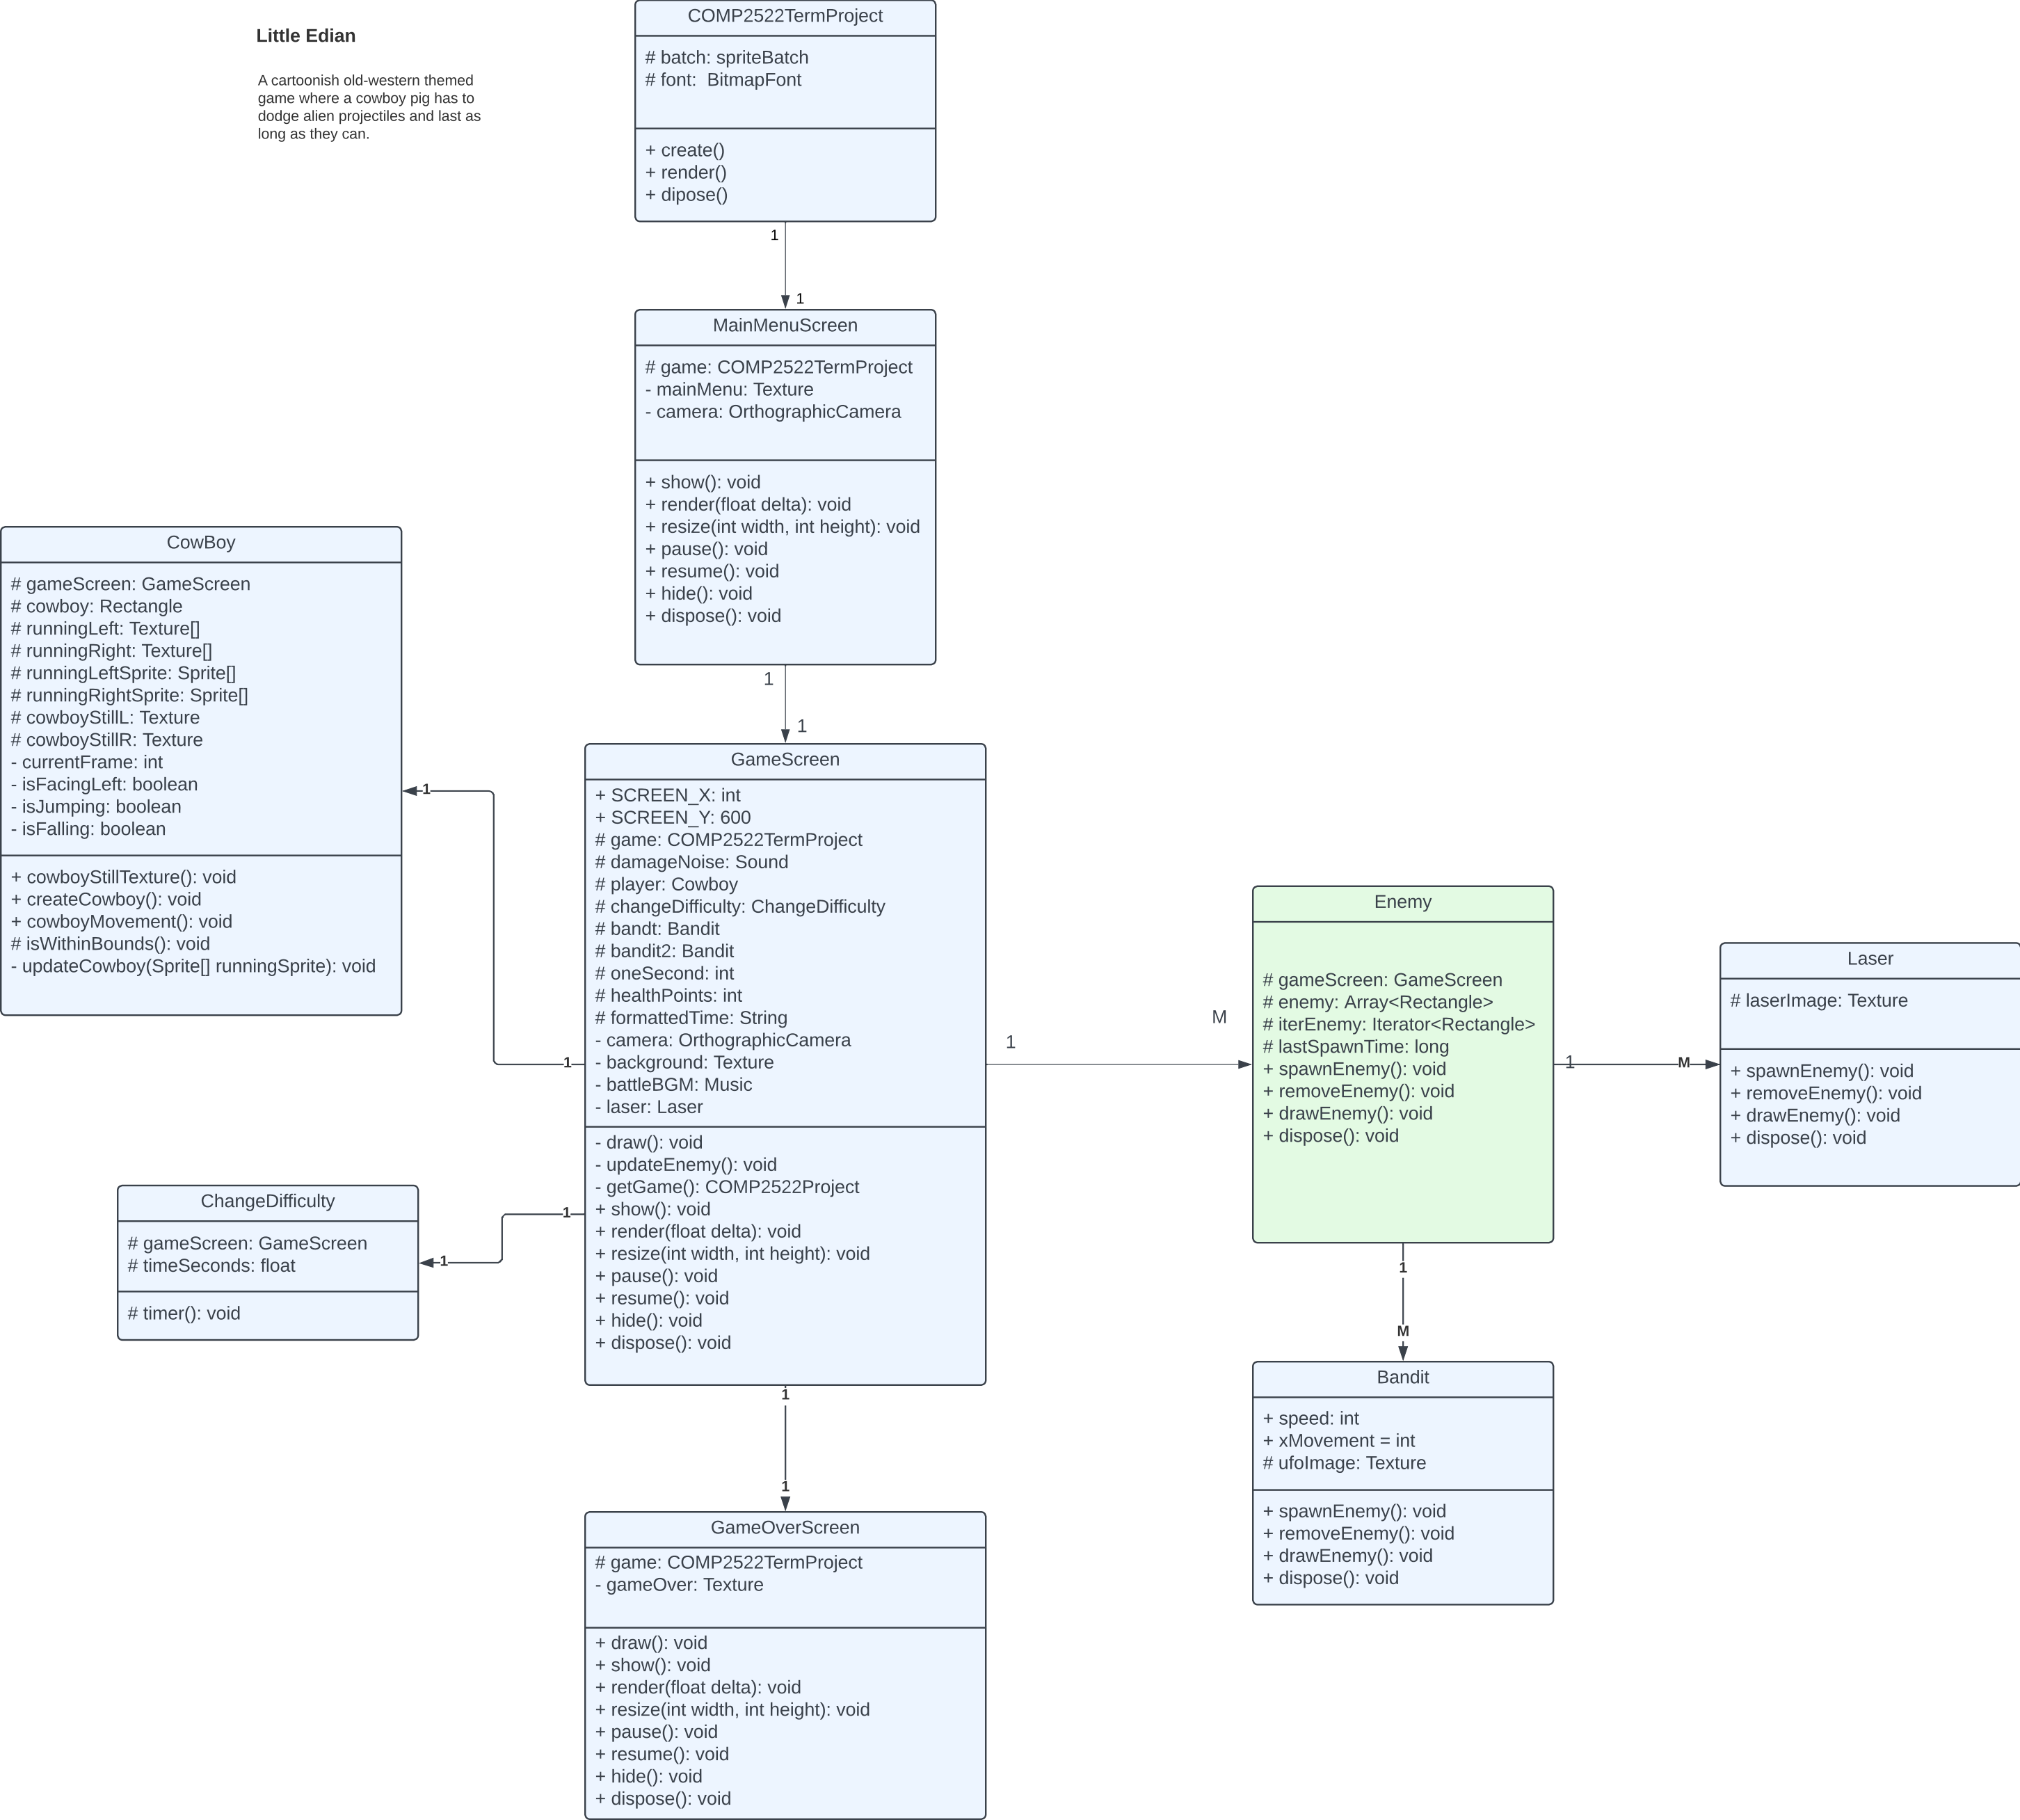 Little Edian
A cartoonish old-western themed
game where a cowboy pig has to
dodge alien projectiles and last as
long as they can.
COMP2522TermProject
# batch: spriteBatch
# font:  BitmapFont
+ create()
+ render()
+ dipose()
1
1
MainMenuScreen
# game: COMP2522TermProject
- mainMenu: Texture
- camera: OrthographicCamera
+ show(): void
+ render(float delta): void
+ resize(int width, int height): void
+ pause(): void
+ resume(): void
+ hide(): void
+ dispose(): void
1
1
CowBoy
# gameScreen: GameScreen
# cowboy: Rectangle
# runningLeft: Texture[]
# runningRight: Texture[]
# runningLeftSprite: Sprite[]
# runningRightSprite: Sprite[]
# cowboyStillL: Texture
# cowboyStillR: Texture
- currentFrame: int
- isFacingLeft: boolean
- isJumping: boolean
- isFalling: boolean
+ cowboyStillTexture(): void
+ createCowboy(): void
+ cowboyMovement(): void
# isWithinBounds(): void
- updateCowboy(Sprite[] runningSprite): void
1
1
GameScreen
+ SCREEN_X: int
+ SCREEN_Y: 600
# game: COMP2522TermProject
# damageNoise: Sound
# player: Cowboy
# changeDifficulty: ChangeDifficulty
# bandt: Bandit
# bandit2: Bandit
# oneSecond: int
# healthPoints: int
# formattedTime: String
- camera: OrthographicCamera
- background: Texture
- battleBGM: Music
- laser: Laser
- draw(): void
- updateEnemy(): void
- getGame(): COMP2522Project
+ show(): void
+ render(float delta): void
+ resize(int width, int height): void
+ pause(): void
+ resume(): void
+ hide(): void
+ dispose(): void
1
M
Enemy
# gameScreen: GameScreen
# enemy: Array<Rectangle>
# iterEnemy: Iterator<Rectangle>
# lastSpawnTime: long
+ spawnEnemy(): void
+ removeEnemy(): void
+ drawEnemy(): void
+ dispose(): void
1
M
Laser
# laserImage: Texture
+ spawnEnemy(): void
+ removeEnemy(): void
+ drawEnemy(): void
+ dispose(): void
ChangeDifficulty
# gameScreen: GameScreen
# timeSeconds: float
# timer(): void
1
1
1
M
Bandit
+ speed: int
+ xMovement = int
# ufoImage: Texture
+ spawnEnemy(): void
+ removeEnemy(): void
+ drawEnemy(): void
+ dispose(): void
1
1
GameOverScreen
# game: COMP2522TermProject
- gameOver: Texture
+ draw(): void
+ show(): void
+ render(float delta): void
+ resize(int width, int height): void
+ pause(): void
+ resume(): void
+ hide(): void
+ dispose(): void